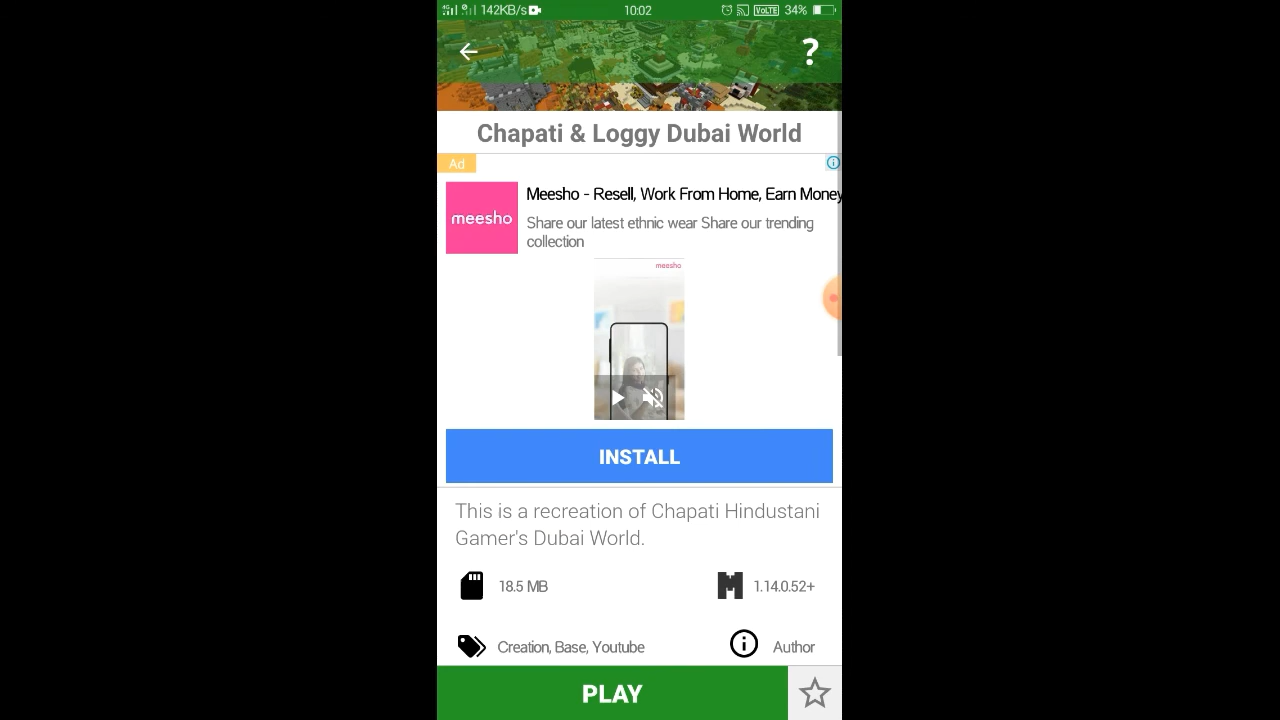 142KB/s 10:02 VoLTE 34%
?
Chapati & Loggy Dubai World
Ad
meesho
Meesho - Resell, Work From Home, Earn Money
Share our latest ethnic wear Share our trending
collection
meesho
INSTALL
This is a recreation of Chapati Hindustani
Gamer's Dubai World.
18.5 MB
1.14.0.52+
Creation, Base, Youtube
Author
PLAY